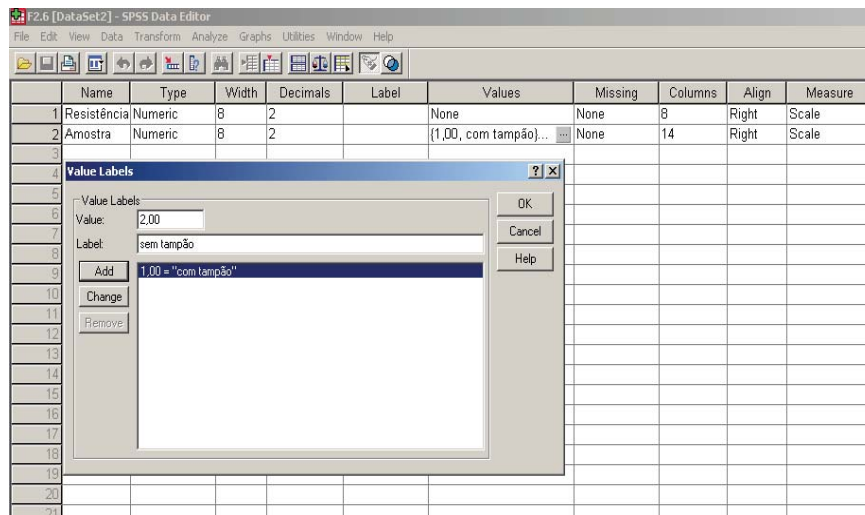 F2.6 [DataSet2] - SPSS Data Editor
File Edit View Data Transform Analyze Graphs Utilities Window Help
Name Type Width Decimals Label Values Missing Columns Align Measure
1 Resistência Numeric 8 2 None None 8 Right Scale
2 Amostra Numeric 8 2 {1,00, com tampão}... ... None 14 Right Scale
3
4
5
6
7
8
9
10
11
12
13
14
15
16
17
18
19
20
21
Value Labels ? X
Value Labels
Value: 2,00
Label: sem tampão
Add
Change
Remove
1,00 = "com tampão"
OK
Cancel
Help